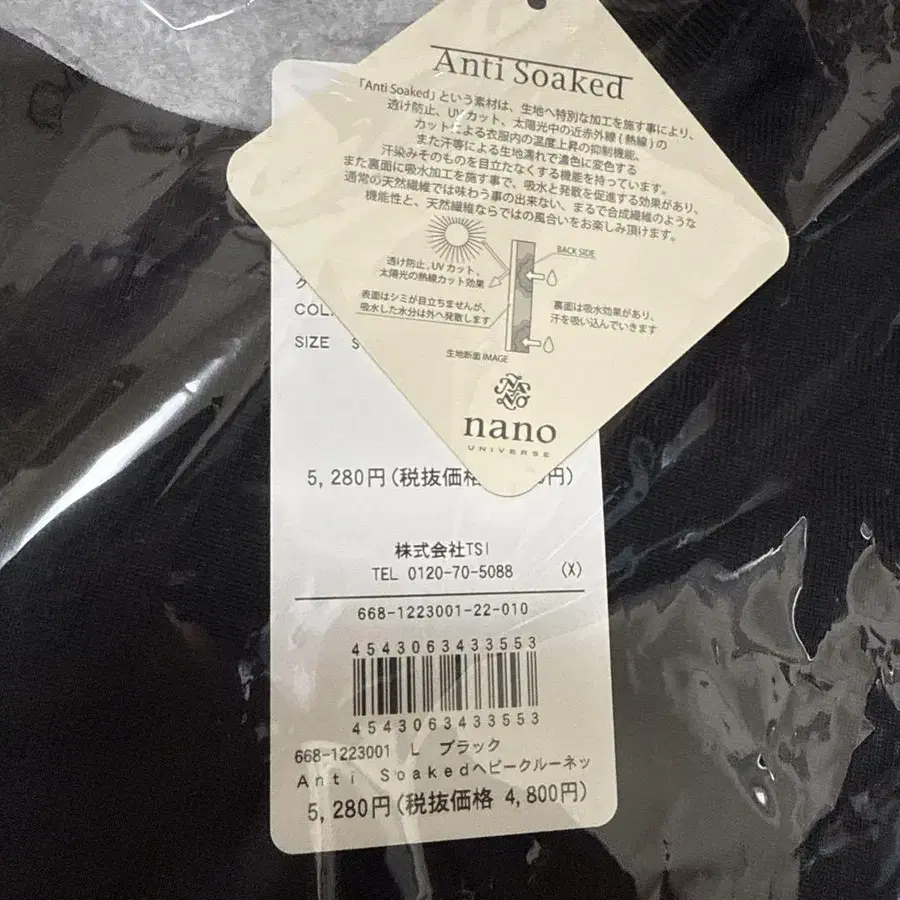 Anti Soaked
「Anti Soaked」という素材は、生地へ特別な加工を施す事により、
透け防止、UVカット、太陽光中の近赤外線(熱線)の
カットによる衣服内の温度上昇の抑制機能、
また汗等による生地濡れで濃色に変色する
汗染みそのものを目立たなくする機能を持っています。
また裏面に吸水加工を施す事で、吸水と発散を促進する効果があり、
通常の天然繊維では味わう事の出来ない、まるで合成繊維のような
機能性と、天然繊維ならではの風合いをお楽しみ頂けます。
BACK SIDE
透け防止、UVカット、
太陽光の熱線カット効果
表面はシミが目立ちませんが、
吸水した水分は外へ発散します
裏面は吸水効果があり、
汗を吸い込んでいきます
生地断面 IMAGE
NANO
nano
UNIVERSE
ク
COL
SIZE S
5,280円(税抜価格 0円)
株式会社TSI
TEL 0120-70-5088 (X)
668-1223001-22-010
4543063433553
4543063433553
668-1223001 L ブラック
Anti Soakedヘビークルーネッ
5,280円(税抜価格 4,800円)